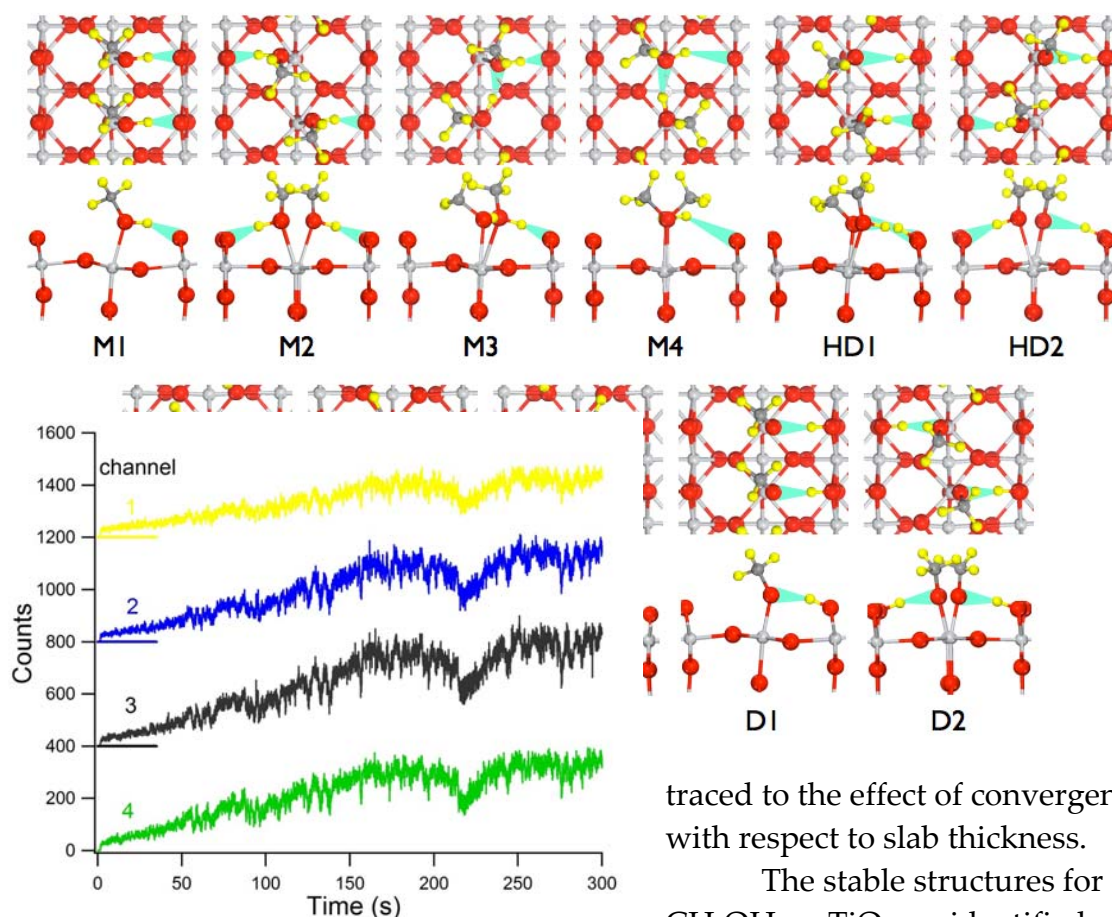 M1 M2 M3 M4 HD1 HD2
1600
channel
1400
1
1200
1000
2
800
3
600
400
200
4
0
Counts
0 50 100 150 200 250 300
Time (s)
D1 D2
traced to the effect of convergen
with respect to slab thickness.
The stable structures for